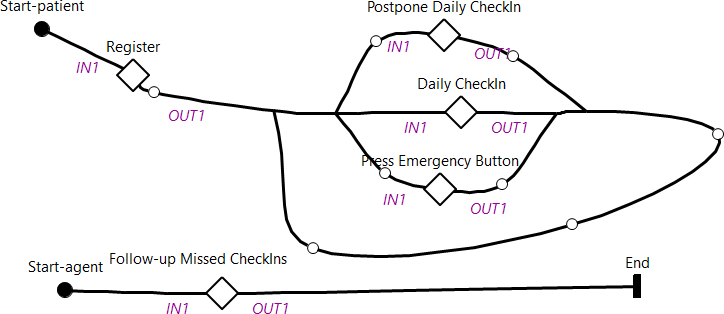 Start-patient
Postpone Daily CheckIn
IN1
OUT1
Register
IN1
OUT1
Daily CheckIn
IN1
OUT1
Press Emergency Button
IN1
OUT1
Follow-up Missed CheckIns
Start-agent
End
IN1
OUT1